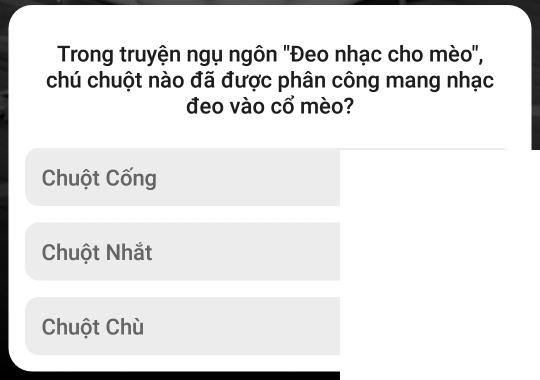 Trong truyện ngụ ngôn "Đeo nhạc cho mèo",
chú chuột nào đã được phân công mang nhạc
đeo vào cổ mèo?
Chuột Cống
Chuột Nhắt
Chuột Chù